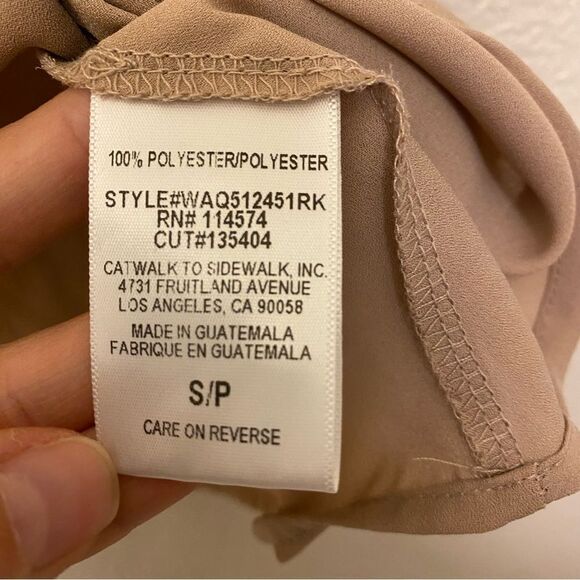 100% POLYESTER/POLYESTER
STYLE#WAQ512451RK
RN# 114574
CUT#135404
CATWALK TO SIDEWALK, INC.
4731 FRUITLAND AVENUE
LOS ANGELES, CA 90058
MADE IN GUATEMALA
FABRIQUE EN GUATEMALA
S/P
CARE ON REVERSE